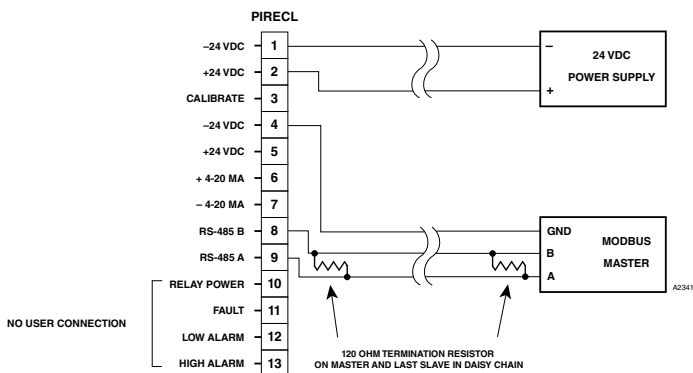 PIRECL
–24 VDC 1
+24 VDC 2
CALIBRATE 3
–24 VDC 4
+24 VDC 5
+ 4-20 MA 6
– 4-20 MA 7
RS-485 B 8
RS-485 A 9
RELAY POWER 10
FAULT 11
LOW ALARM 12
HIGH ALARM 13
NO USER CONNECTION
–
24 VDC
POWER SUPPLY
+
GND
MODBUS
B
MASTER
A
A2341
120 OHM TERMINATION RESISTOR
ON MASTER AND LAST SLAVE IN DAISY CHAIN